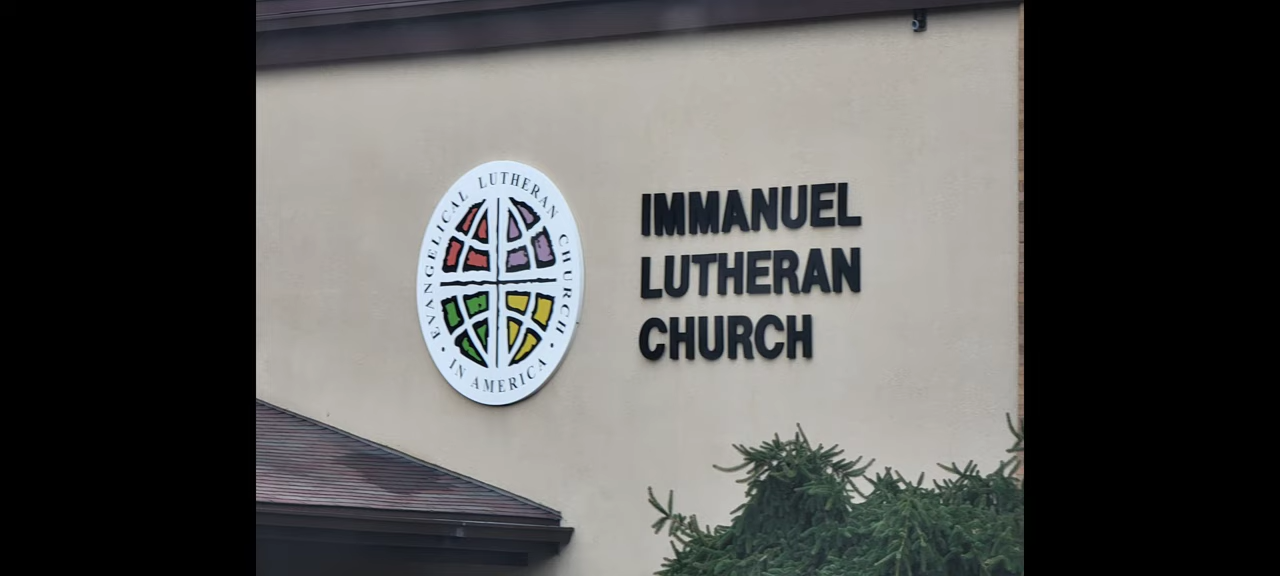 EVANGELICAL LUTHERAN CHURCH
• IN AMERICA •
IMMANUEL
LUTHERAN
CHURCH